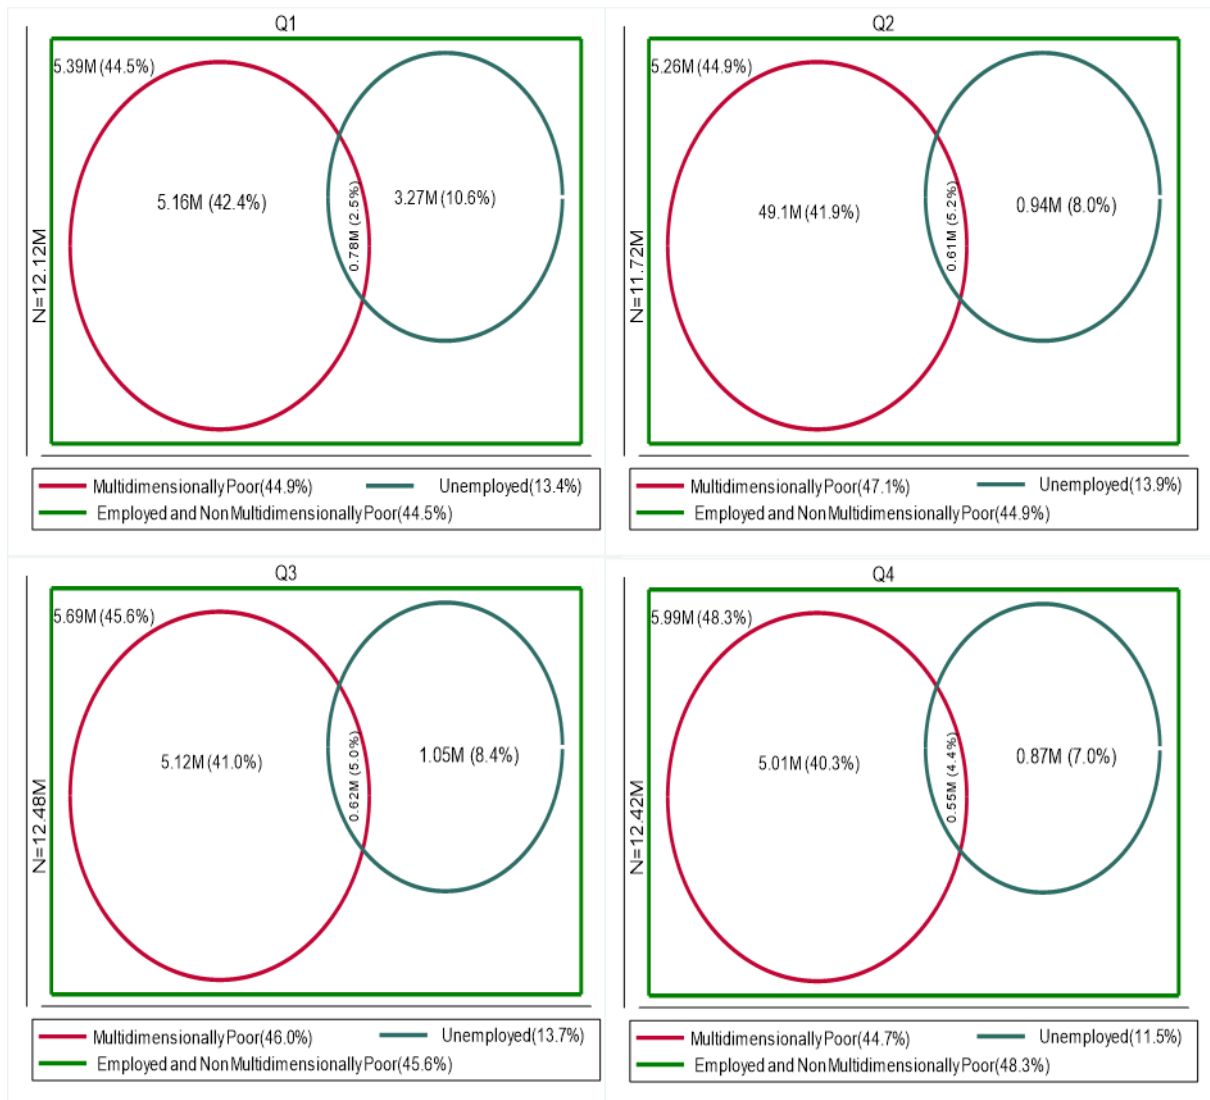 Q1
5.39M (44.5%)
5.16M (42.4%)
0.78M (2.5%)
3.27M (10.6%)
N=12.12M
Multidimensionally Poor(44.9%)
Unemployed(13.4%)
Employed and Non Multidimensionally Poor(44.5%)
Q2
5.26M (44.9%)
49.1M (41.9%)
0.61M (5.2%)
0.94M (8.0%)
N=11.72M
Multidimensionally Poor(47.1%)
Unemployed(13.9%)
Employed and Non Multidimensionally Poor(44.9%)
Q3
5.69M (45.6%)
5.12M (41.0%)
0.62M (5.0%)
1.05M (8.4%)
N=12.48M
Multidimensionally Poor(46.0%)
Unemployed(13.7%)
Employed and Non Multidimensionally Poor(45.6%)
Q4
5.99M (48.3%)
5.01M (40.3%)
0.55M (4.4%)
0.87M (7.0%)
N=12.42M
Multidimensionally Poor(44.7%)
Unemployed(11.5%)
Employed and Non Multidimensionally Poor(48.3%)